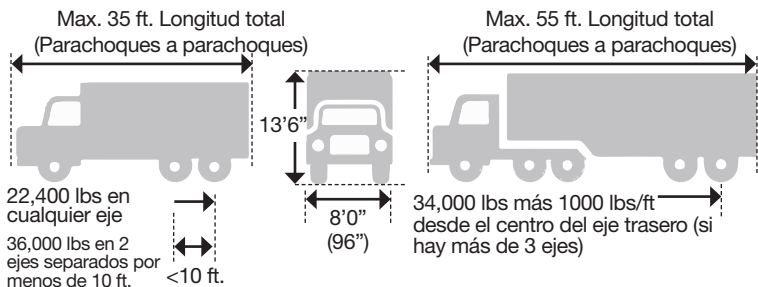 Max. 35 ft. Longitud total
(Parachoques a parachoques)
Max. 55 ft. Longitud total
(Parachoques a parachoques)
13'6"
22,400 lbs en
cualquier eje
36,000 lbs en 2
ejes separados por
menos de 10 ft.
<10 ft.
8'0"
(96")
34,000 lbs más 1000 lbs/ft
desde el centro del eje trasero (si
hay más de 3 ejes)